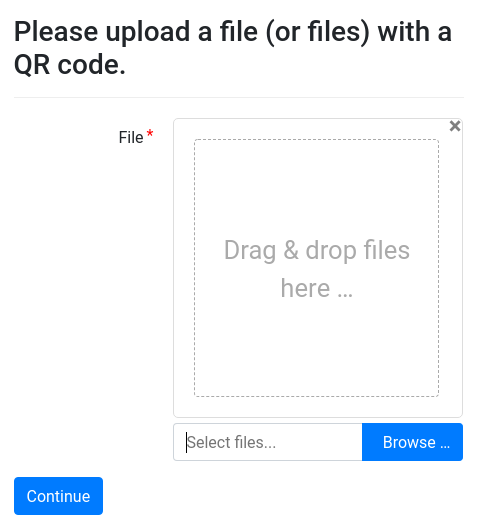 Please upload a file (or files) with a
QR code.
File *
×
Drag & drop files
here ...
Select files...
Browse ...
Continue